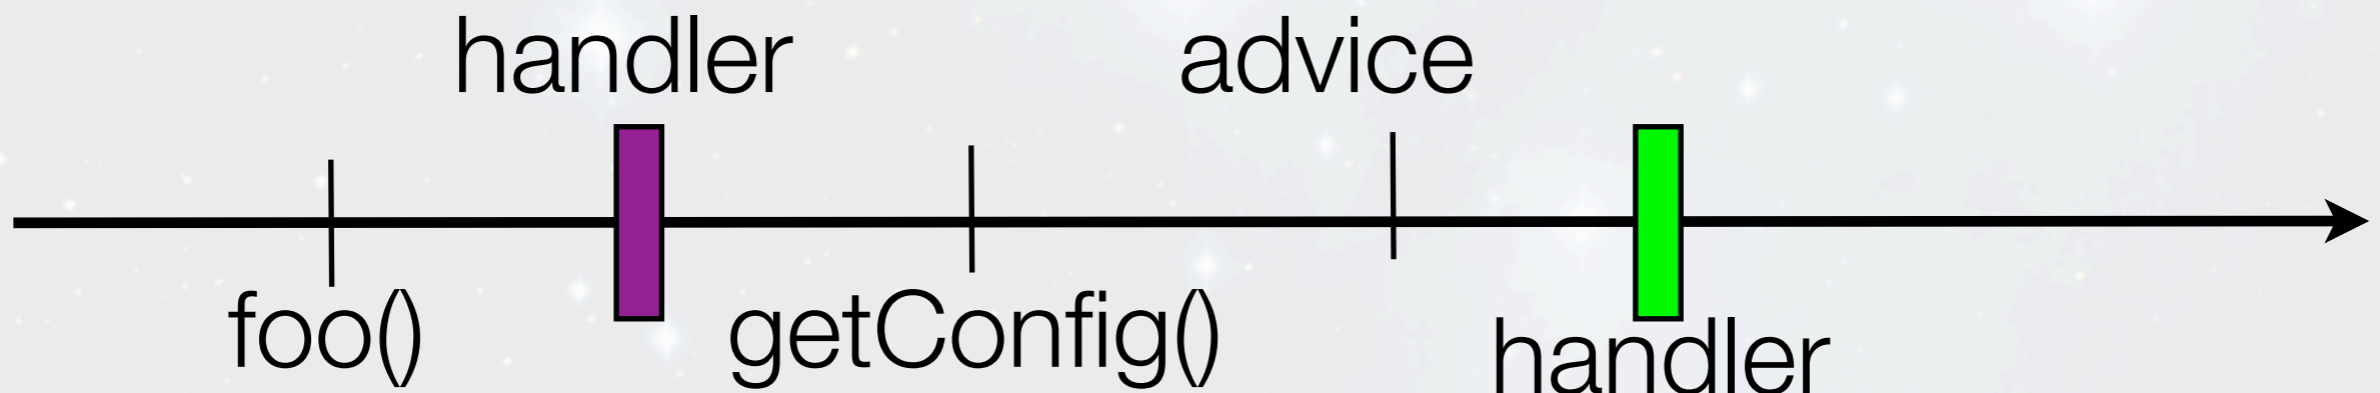 handler
advice
foo()
getConfig()
handler